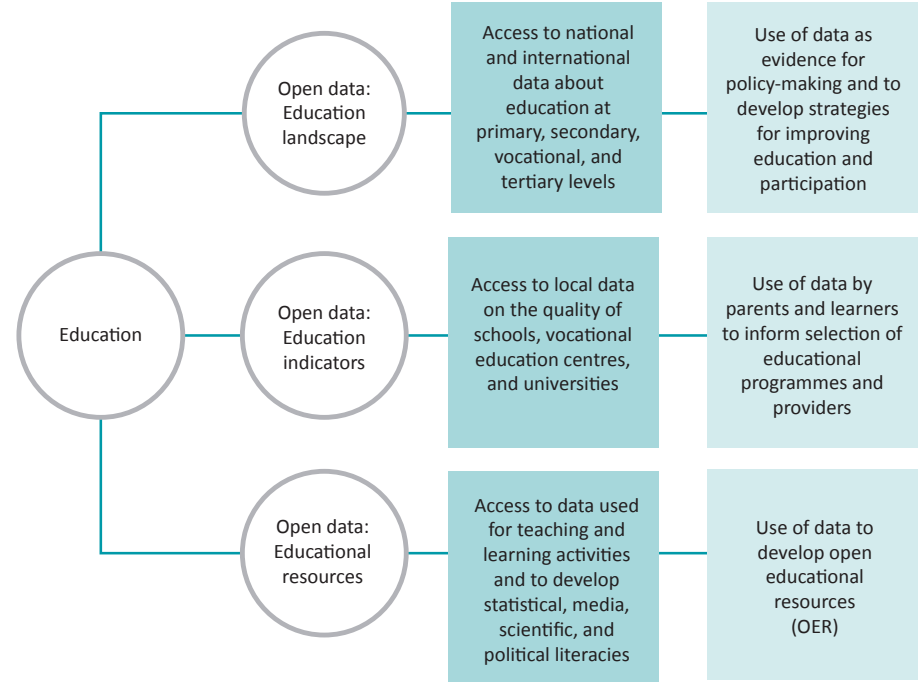 Education
Open data:
Education
landscape
Access to national
and international
data about
education at
primary, secondary,
vocational, and
tertiary levels
Use of data as
evidence for
policy-making and to
develop strategies
for improving
education and
participation
Open data:
Education
indicators
Access to local data
on the quality of
schools, vocational
education centres,
and universities
Use of data by
parents and learners
to inform selection of
educational
programmes and
providers
Open data:
Educational
resources
Access to data used
for teaching and
learning activities
and to develop
statistical, media,
scientific, and
political literacies
Use of data to
develop open
educational
resources
(OER)